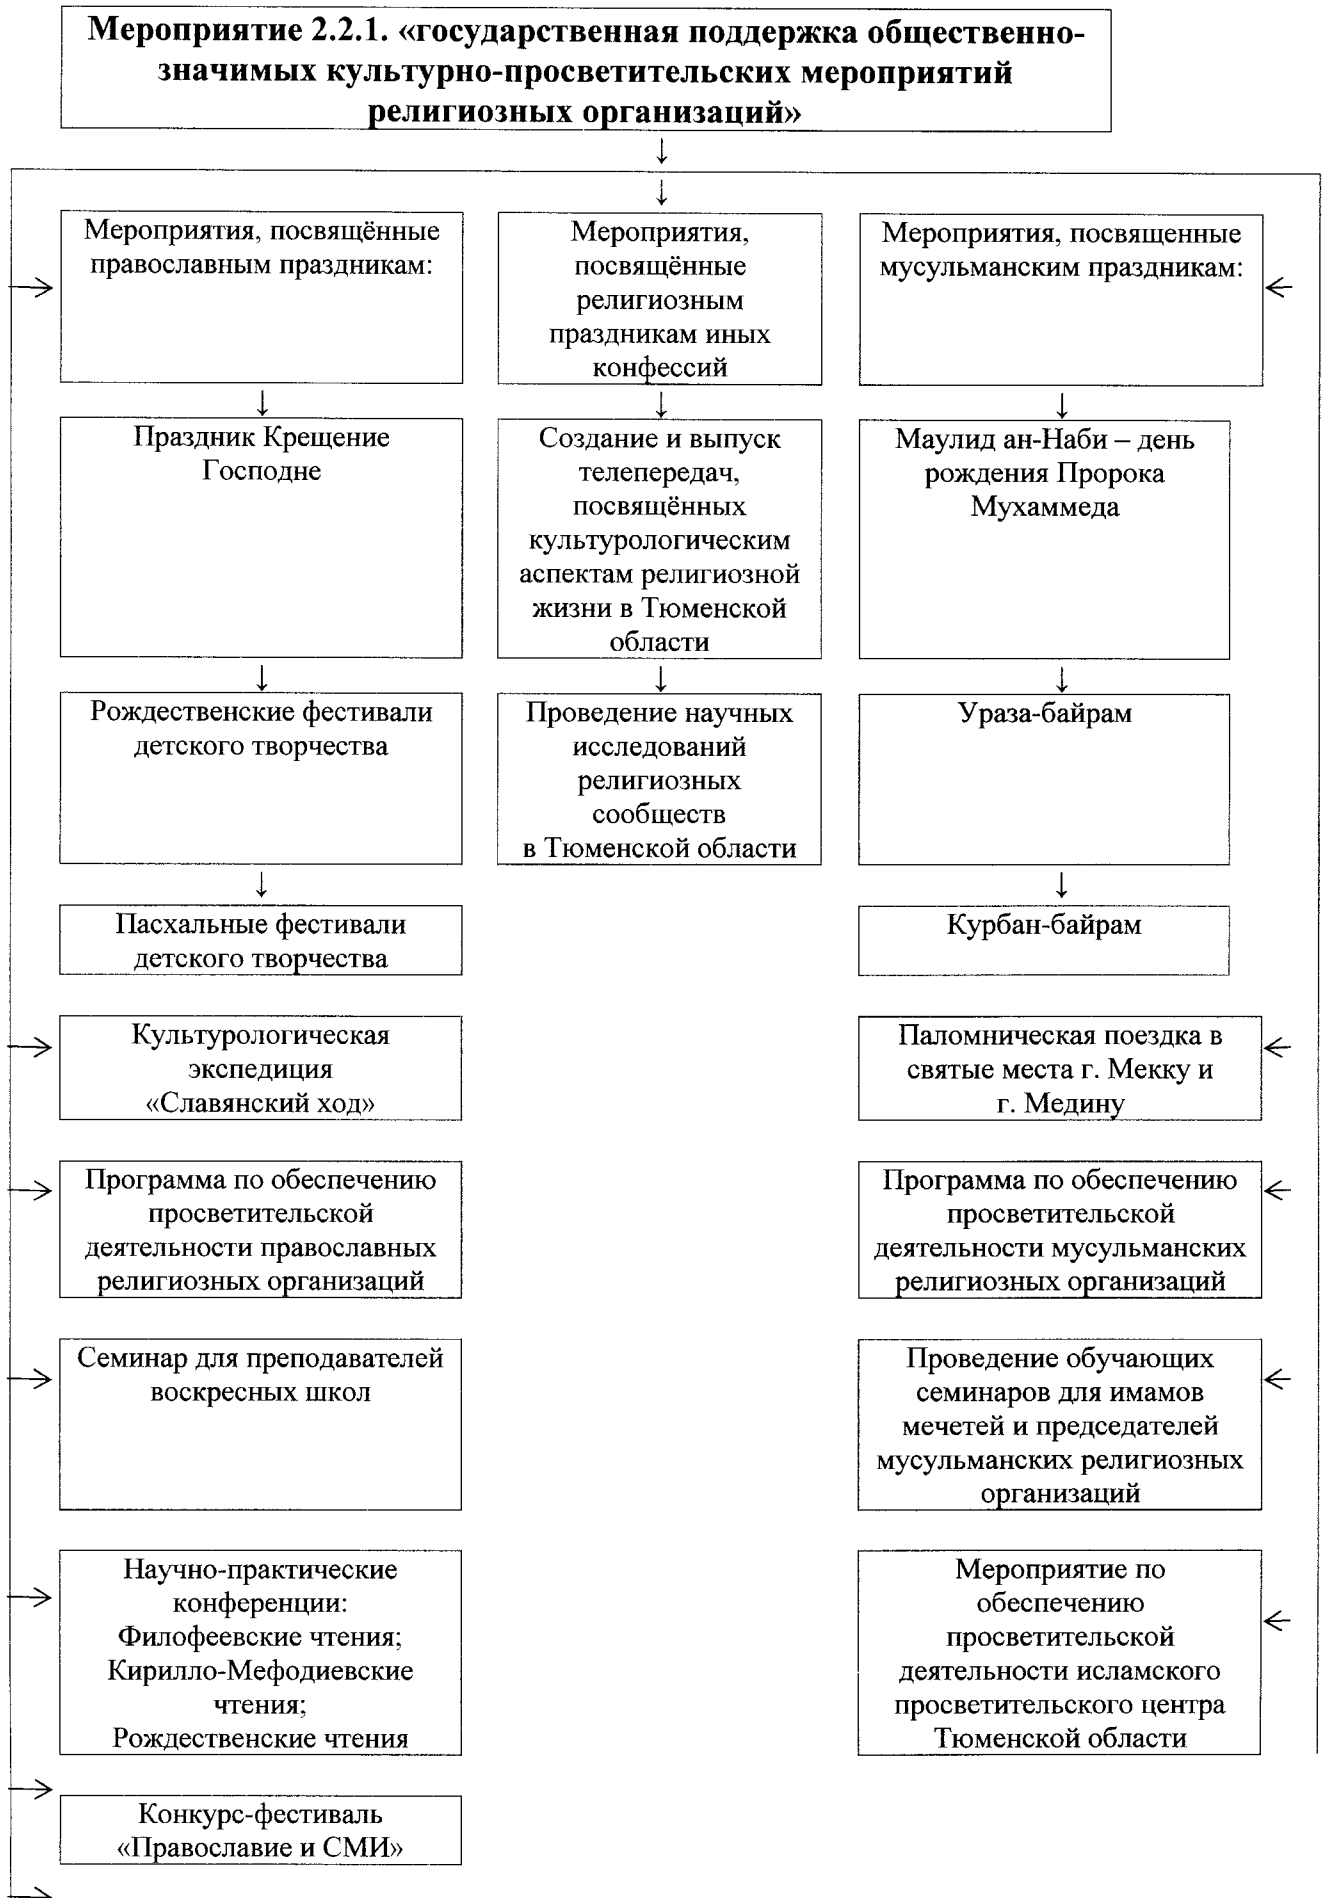 Мероприятие 2.2.1. «государственная поддержка общественно-
значимых культурно-просветительских мероприятий
религиозных организаций»
Мероприятия, посвящённые
православным праздникам:
Мероприятия,
посвящённые
религиозным
праздникам иных
конфессий
Мероприятия, посвященные
мусульманским праздникам:
Праздник Крещение
Господне
Создание и выпуск
телепередач,
посвящённых
культурологическим
аспектам религиозной
жизни в Тюменской
области
Маулид ан-Наби – день
рождения Пророка
Мухаммеда
Рождественские фестивали
детского творчества
Проведение научных
исследований
религиозных
сообществ
в Тюменской области
Ураза-байрам
Пасхальные фестивали
детского творчества
Курбан-байрам
Культурологическая
экспедиция
«Славянский ход»
Паломническая поездка в
святые места г. Мекку и
г. Медину
Программа по обеспечению
просветительской
деятельности православных
религиозных организаций
Программа по обеспечению
просветительской
деятельности мусульманских
религиозных организаций
Семинар для преподавателей
воскресных школ
Проведение обучающих
семинаров для имамов
мечетей и председателей
мусульманских религиозных
организаций
Научно-практические
конференции:
Филофеевские чтения;
Кирилло-Мефодиевские
чтения;
Рождественские чтения
Мероприятие по
обеспечению
просветительской
деятельности исламского
просветительского центра
Тюменской области
Конкурс-фестиваль
«Православие и СМИ»